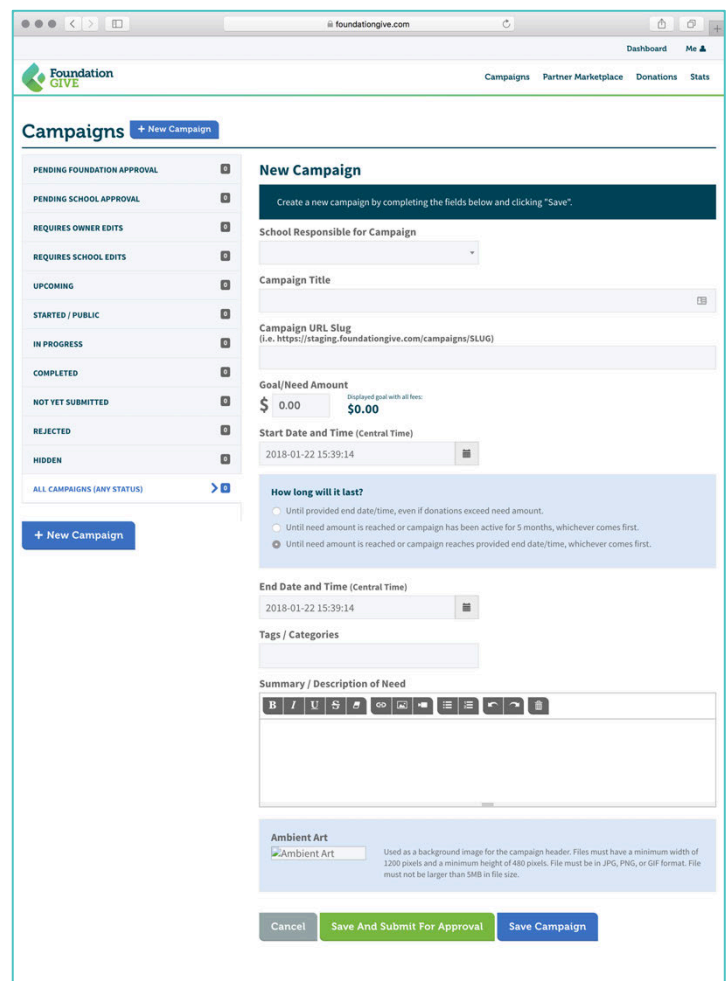 foundationgive.com
Dashboard Me
Foundation
GIVE
Campaigns Partner Marketplace Donations Stats
Campaigns + New Campaign
PENDING FOUNDATION APPROVAL 0
PENDING SCHOOL APPROVAL 0
REQUIRES OWNER EDITS 0
REQUIRES SCHOOL EDITS 0
UPCOMING 0
STARTED / PUBLIC 0
IN PROGRESS 0
COMPLETED 0
NOT YET SUBMITTED 0
REJECTED 0
HIDDEN 0
ALL CAMPAIGNS (ANY STATUS) 0
+ New Campaign
New Campaign
Create a new campaign by completing the fields below and clicking "Save".
School Responsible for Campaign
Campaign Title
Campaign URL Slug
(i.e. https://staging.foundationgive.com/campaigns/SLUG)
Goal/Need Amount
Displayed goal with all fees:
$ 0.00 $0.00
Start Date and Time (Central Time)
2018-01-22 15:39:14
How long will it last?
Until provided end date/time, even if donations exceed need amount.
Until need amount is reached or campaign has been active for 5 months, whichever comes first.
Until need amount is reached or campaign reaches provided end date/time, whichever comes first.
End Date and Time (Central Time)
2018-01-22 15:39:14
Tags / Categories
Summary / Description of Need
B I U S
Ambient Art
Ambient Art
Used as a background image for the campaign header. Files must have a minimum width of
1200 pixels and a minimum height of 480 pixels. File must be in JPG, PNG, or GIF format. File
must not be larger than 5MB in file size.
Cancel Save And Submit For Approval Save Campaign